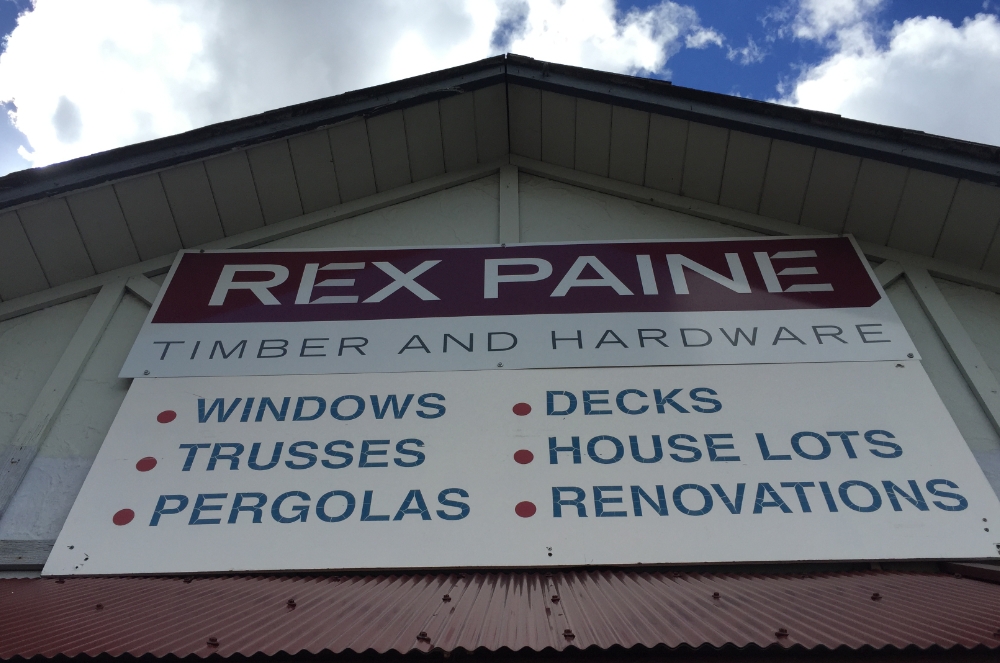 REX PAINE
TIMBER AND HARDWARE
WINDOWS
TRUSSES
PERGOLAS
DECKS
HOUSE LOTS
RENOVATIONS